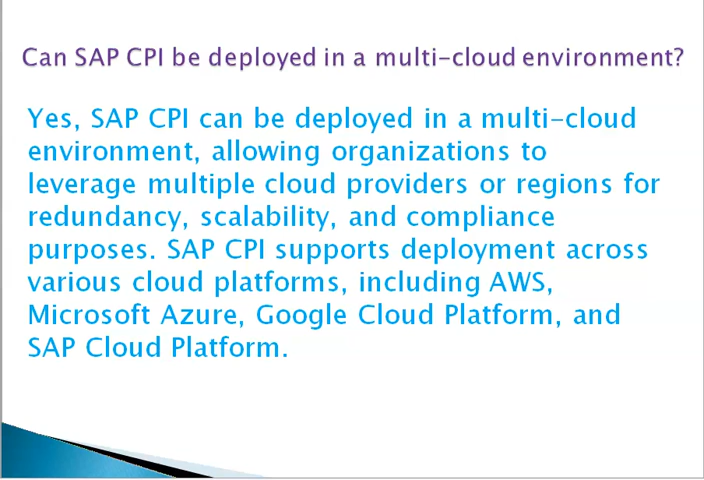 Can SAP CPI be deployed in a multi-cloud environment?
Yes, SAP CPI can be deployed in a multi-cloud
environment, allowing organizations to
leverage multiple cloud providers or regions for
redundancy, scalability, and compliance
purposes. SAP CPI supports deployment across
various cloud platforms, including AWS,
Microsoft Azure, Google Cloud Platform, and
SAP Cloud Platform.